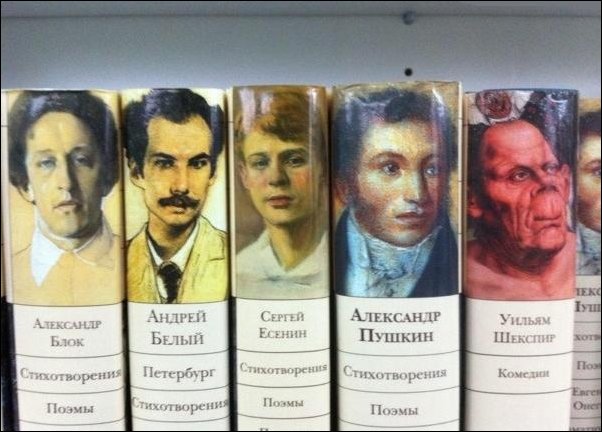 Александр
Блок
Стихотворения
Поэмы
Андрей
Белый
Петербург
Стихотворения
Сергей
Есенин
Стихотворения
Поэмы
Александр
Пушкин
Стихотворения
Поэмы
Уильям
Шекспир
Комедии